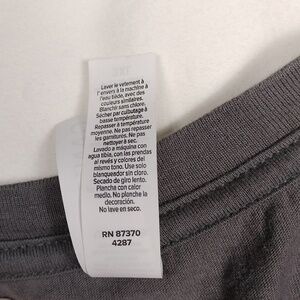 Laver le vêtement à
l'envers à la machine à
l'eau tiède, avec des
couleurs similaires.
Blanchir sans chlore.
Sécher par culbutage à
basse température.
Repasser à température
moyenne. Ne pas repasser
les garnitures. Ne pas
nettoyer à sec.
Lavado a máquina con
agua tibia, con las prendas
al revés y colores del
mismo tono. Use solo
blanqueador sin cloro.
Secado de giro lento.
Plancha con calor
medio. No planche la
decoración.
No lave en seco.
RN 87370
4287